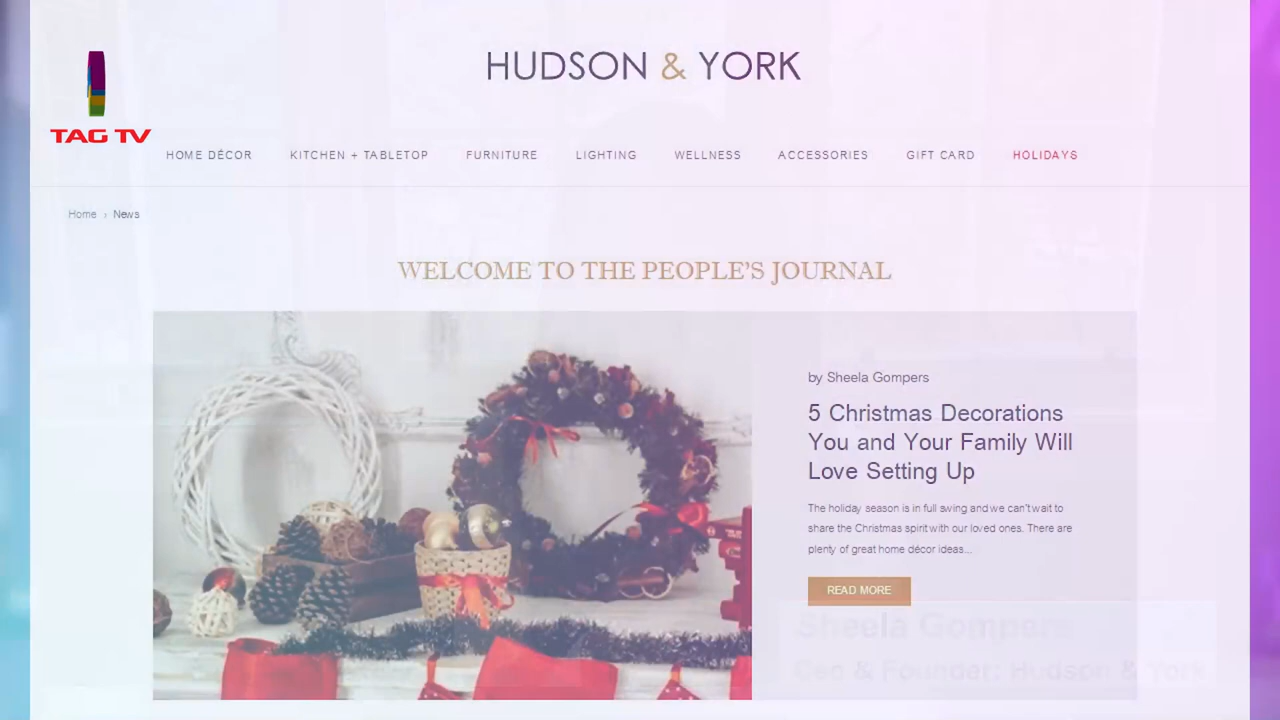 HUDSON & YORK
TAG TV
HOME DÉCOR KITCHEN + TABLETOP FURNITURE LIGHTING WELLNESS ACCESSORIES GIFT CARD HOLIDAYS
Home › News
WELCOME TO THE PEOPLE'S JOURNAL
by Sheela Gompers
5 Christmas Decorations
You and Your Family Will
Love Setting Up
The holiday season is in full swing and we can't wait to
share the Christmas spirit with our loved ones. There are
plenty of great home décor ideas...
READ MORE
Sheela Gompers
Ceo & Founder: Hudson & York